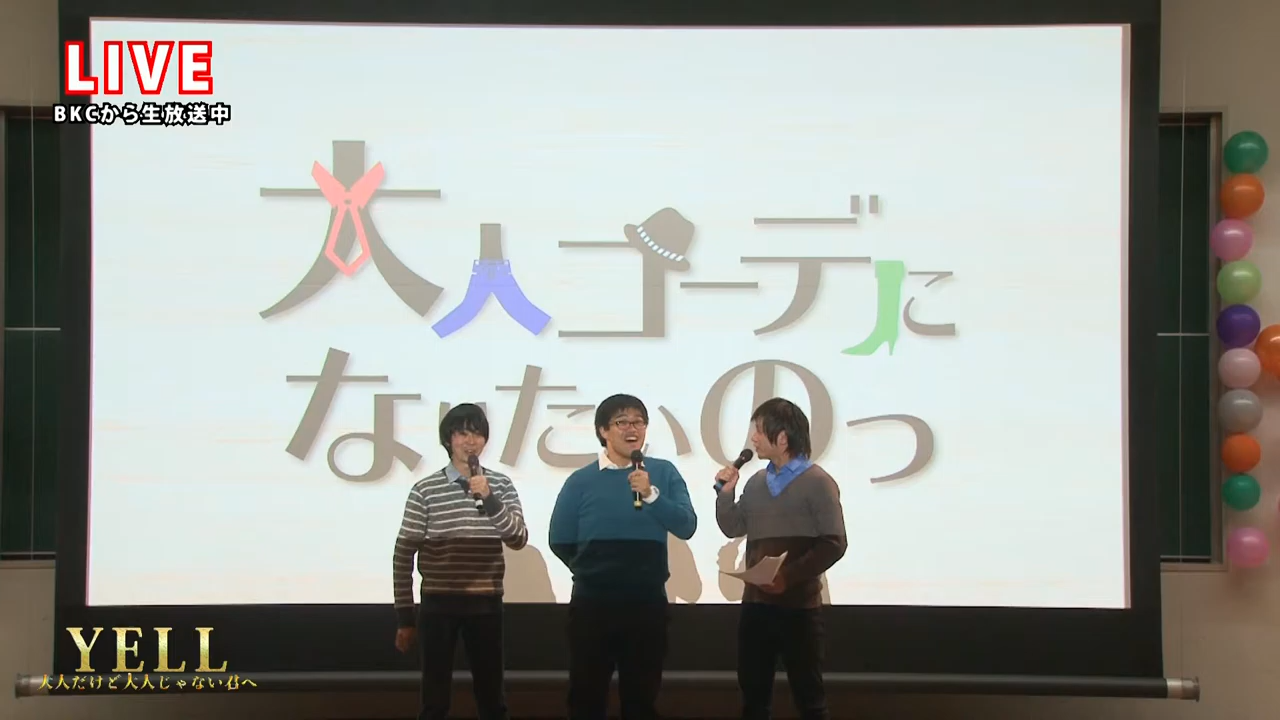 LIVE
BKCから生放送中
大人コーデに
なりたいのっ
YELL
大人だけど大人じゃない君へ